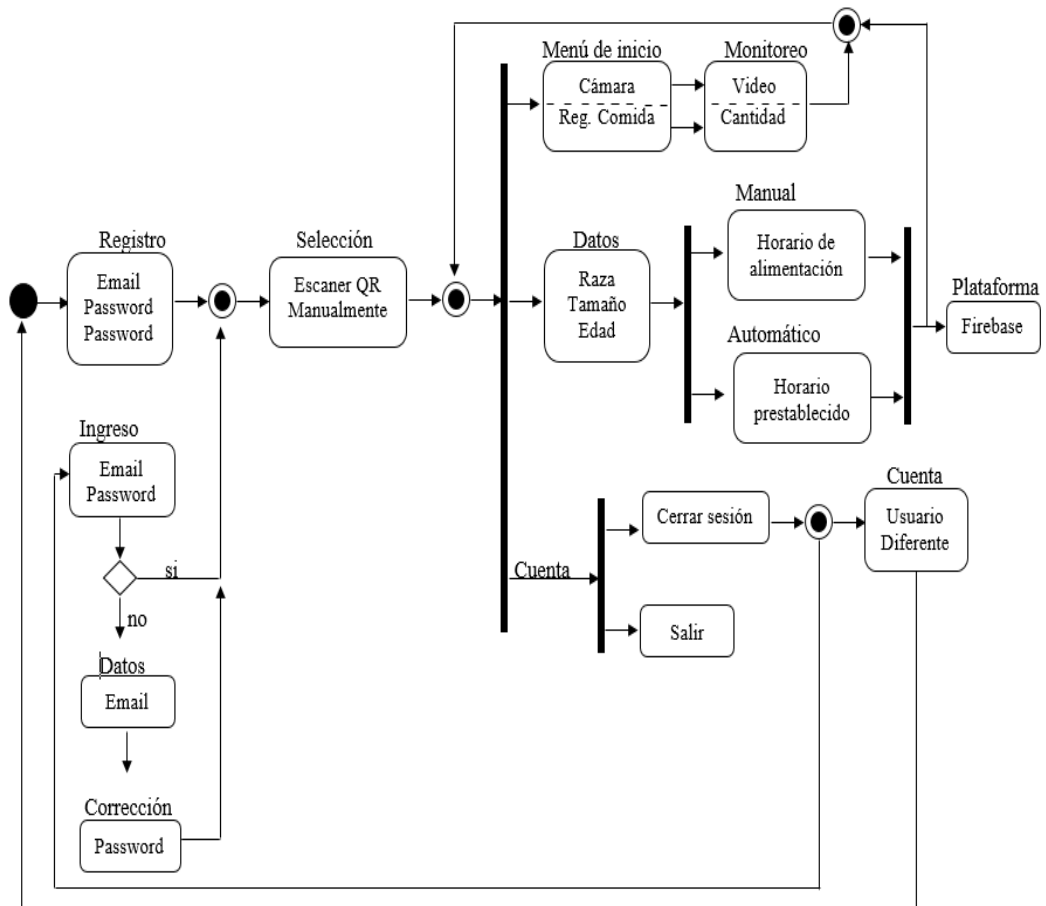 Menú de inicio
Cámara
Reg. Comida
Monitoreo
Video
Cantidad
Registro
Email
Password
Password
Selección
Escaner QR
Manualmente
Datos
Raza
Tamaño
Edad
Manual
Horario de
alimentación
Automático
Horario
prestablecido
Plataforma
Firebase
Ingreso
Email
Password
si
no
Datos
Email
Corrección
Password
Cuenta
Cerrar sesión
Salir
Cuenta
Usuario
Diferente